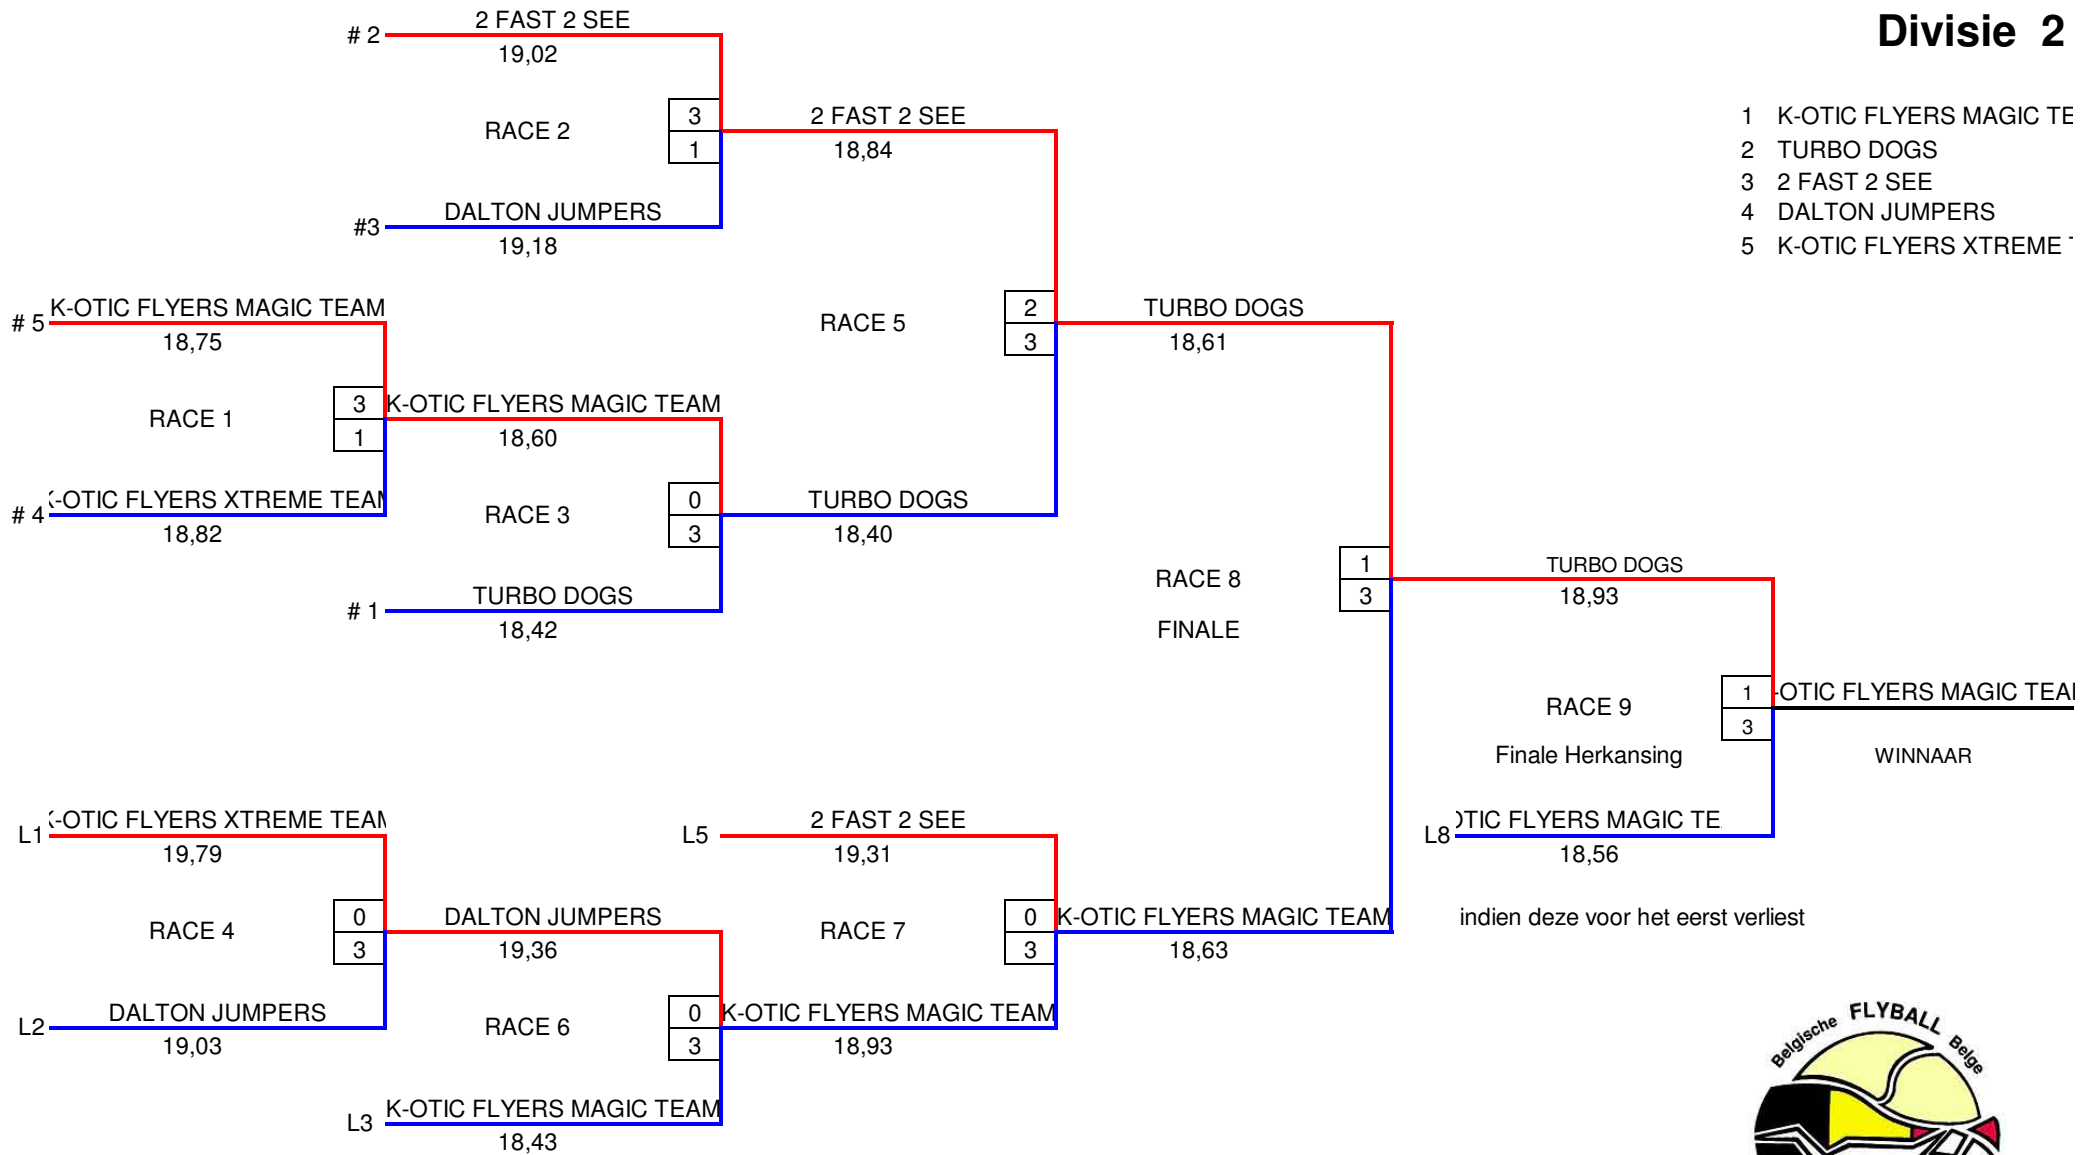 Divisie 2
1 K-OTIC FLYERS MAGIC TE
2 TURBO DOGS
3 2 FAST 2 SEE
4 DALTON JUMPERS
5 K-OTIC FLYERS XTREME
# 2 2 FAST 2 SEE
19,02
RACE 2 3 1
2 FAST 2 SEE
18,84
#3 DALTON JUMPERS
19,18
# 5 K-OTIC FLYERS MAGIC TEAM
18,75
RACE 1 3 1
K-OTIC FLYERS MAGIC TEAM
18,60
# 4 K-OTIC FLYERS XTREME TEAM
18,82
RACE 3 0 3
TURBO DOGS
18,40
# 1 TURBO DOGS
18,42
RACE 5 2 3
TURBO DOGS
18,61
RACE 8 1 3
FINALE
TURBO DOGS
18,93
RACE 9 1 3
Finale Herkansing
-OTIC FLYERS MAGIC TEAM
WINNAAR
L8 OTIC FLYERS MAGIC TE
18,56
indien deze voor het eerst verliest
L1 K-OTIC FLYERS XTREME TEAM
19,79
RACE 4 0 3
DALTON JUMPERS
19,36
L2 DALTON JUMPERS
19,03
RACE 6 0 3
K-OTIC FLYERS MAGIC TEAM
18,93
L3 K-OTIC FLYERS MAGIC TEAM
18,43
L5 2 FAST 2 SEE
19,31
RACE 7 0 3
K-OTIC FLYERS MAGIC TEAM
18,63
Belgische FLYBALL Belge